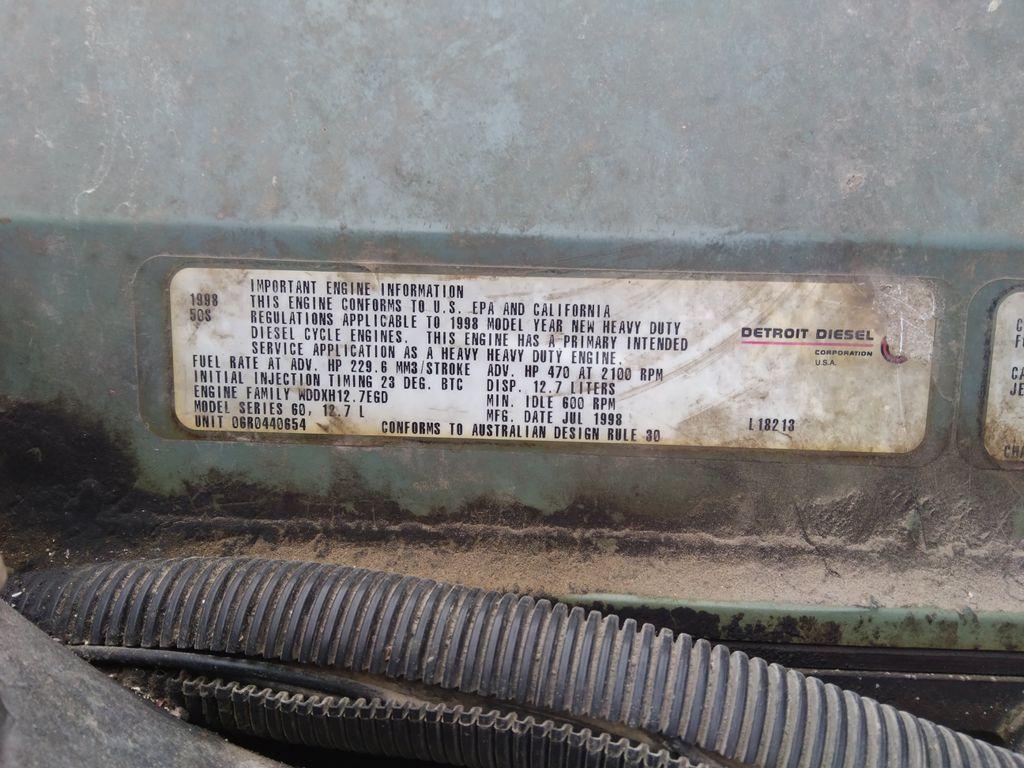 1998
50S
IMPORTANT ENGINE INFORMATION
THIS ENGINE CONFORMS TO U.S. EPA AND CALIFORNIA
REGULATIONS APPLICABLE TO 1998 MODEL YEAR NEW HEAVY DUTY
DIESEL CYCLE ENGINES. THIS ENGINE HAS A PRIMARY INTENDED
SERVICE APPLICATION AS A HEAVY HEAVY DUTY ENGINE.
FUEL RATE AT ADV. HP 229.6 MM3/STROKE ADV. HP 470 AT 2100 RPM
INITIAL INJECTION TIMING 23 DEG. BTC DISP. 12.7 LITERS
ENGINE FAMILY WDDXH12.7EGD MIN. IDLE 600 RPM
MODEL SERIES 60, 12.7 L MFG. DATE JUL 1998
UNIT 06R0440654 CONFORMS TO AUSTRALIAN DESIGN RULE 30
DETROIT DIESEL
CORPORATION
U.S.A.
L18213